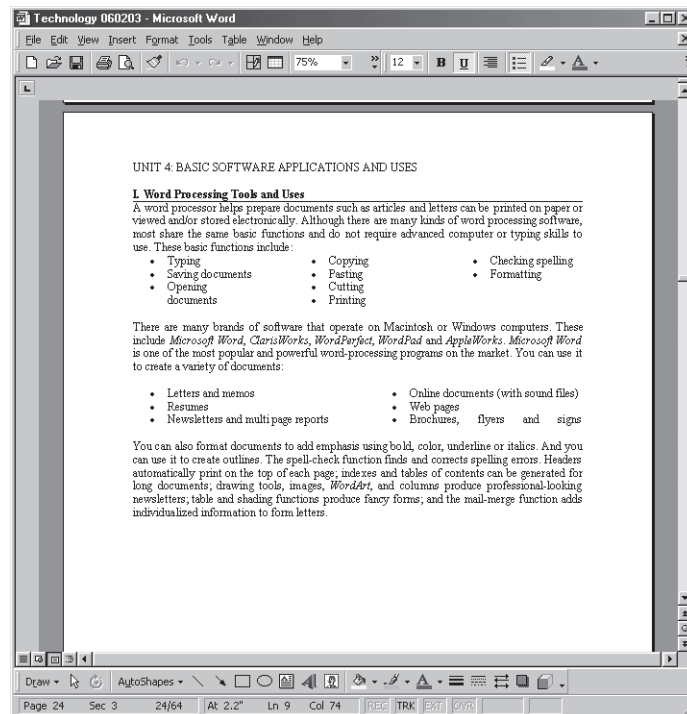 Technology 060203 - Microsoft Word
File Edit View Insert Format Tools Table Window Help
75% » 12 B U A
L
UNIT 4: BASIC SOFTWARE APPLICATIONS AND USES
I. Word Processing Tools and Uses
A word processor helps prepare documents such as articles and letters can be printed on paper or
viewed and/or stored electronically. Although there are many kinds of word processing software,
most share the same basic functions and do not require advanced computer or typing skills to
use. These basic functions include:
• Typing • Copying • Checking spelling
• Saving documents • Pasting • Formatting
• Opening • Cutting
documents • Printing
There are many brands of software that operate on Macintosh or Windows computers. These
include Microsoft Word, ClarisWorks, WordPerfect, WordPad and AppleWorks. Microsoft Word
is one of the most popular and powerful word-processing programs on the market. You can use it
to create a variety of documents:
• Letters and memos • Online documents (with sound files)
• Resumes • Web pages
• Newsletters and multi page reports • Brochures, flyers and signs
You can also format documents to add emphasis using bold, color, underline or italics. And you
can use it to create outlines. The spell-check function finds and corrects spelling errors. Headers
automatically print on the top of each page; indexes and tables of contents can be generated for
long documents; drawing tools, images, WordArt, and columns produce professional-looking
newsletters; table and shading functions produce fancy forms; and the mail-merge function adds
individualized information to form letters.
Draw AutoShapes A A
Page 24 Sec 3 24/64 At 2.2" Ln 9 Col 74 REC TRK EXT OVR